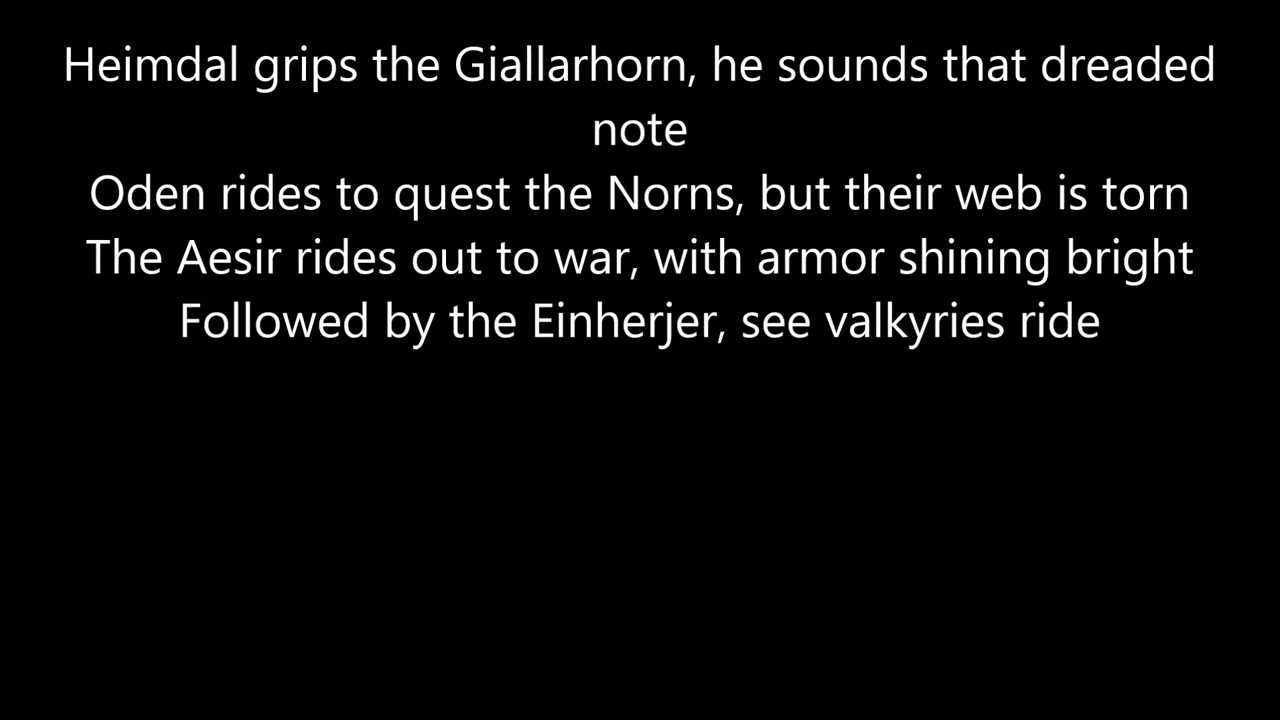 Heimdal grips the Giallarhorn, he sounds that dreaded
note
Oden rides to quest the Norns, but their web is torn
The Aesir rides out to war, with armor shining bright
Followed by the Einherjer, see valkyries ride